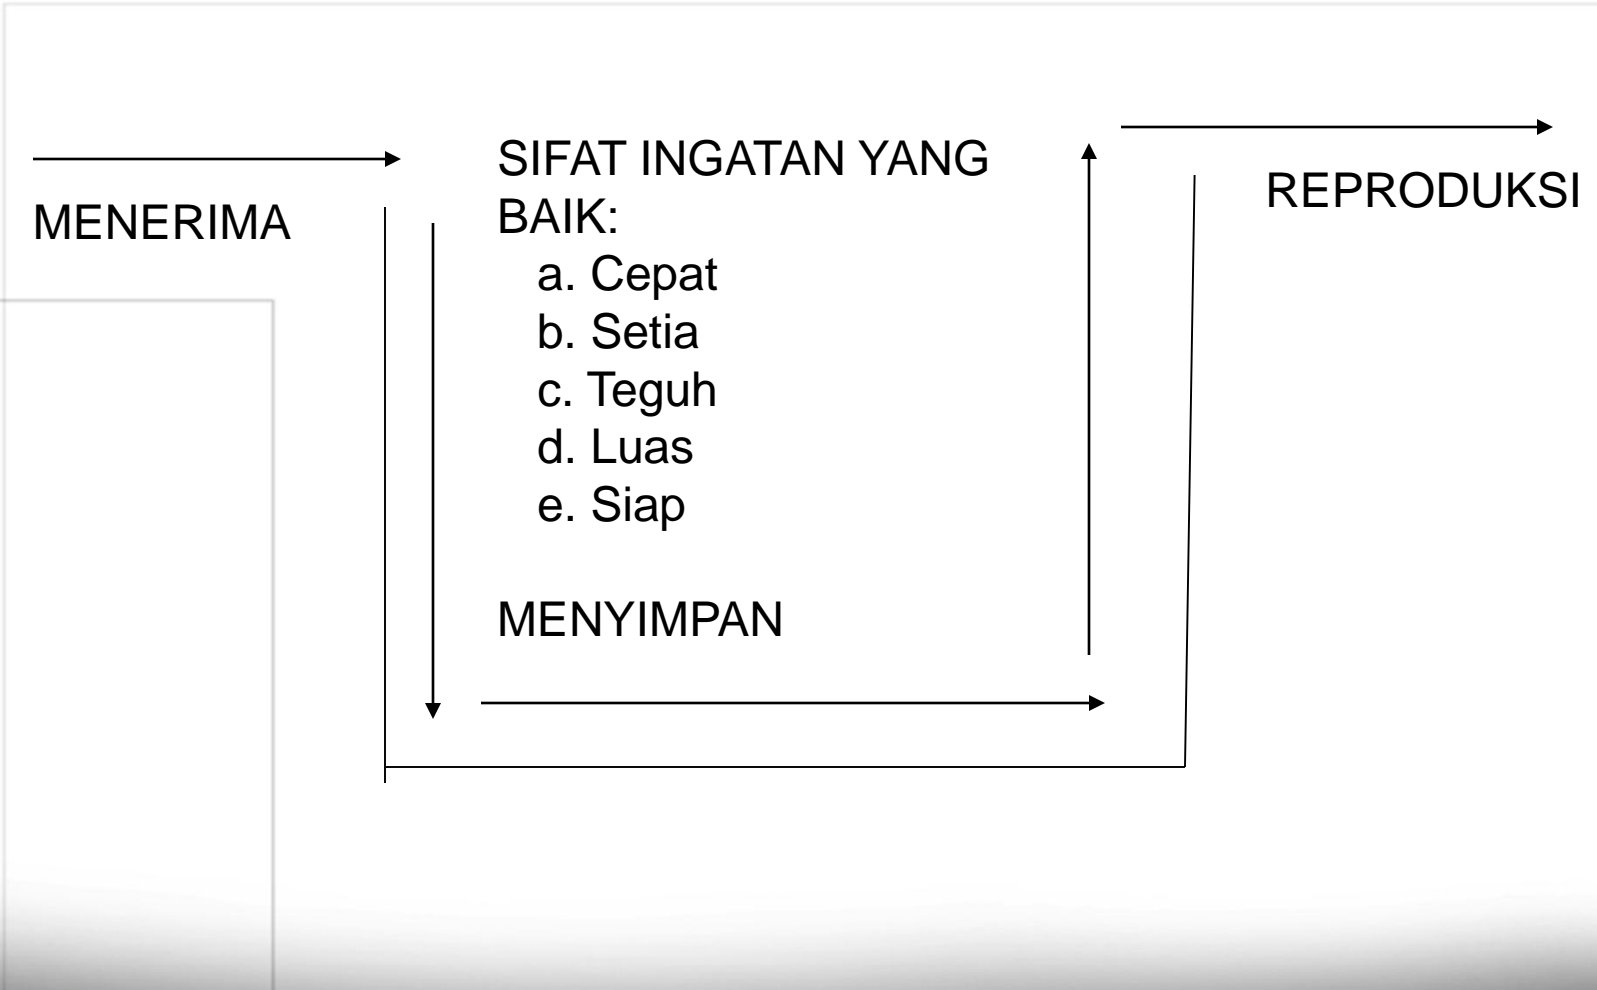 MENERIMA
SIFAT INGATAN YANG
BAIK:
a. Cepat
b. Setia
c. Teguh
d. Luas
e. Siap
MENYIMPAN
REPRODUKSI